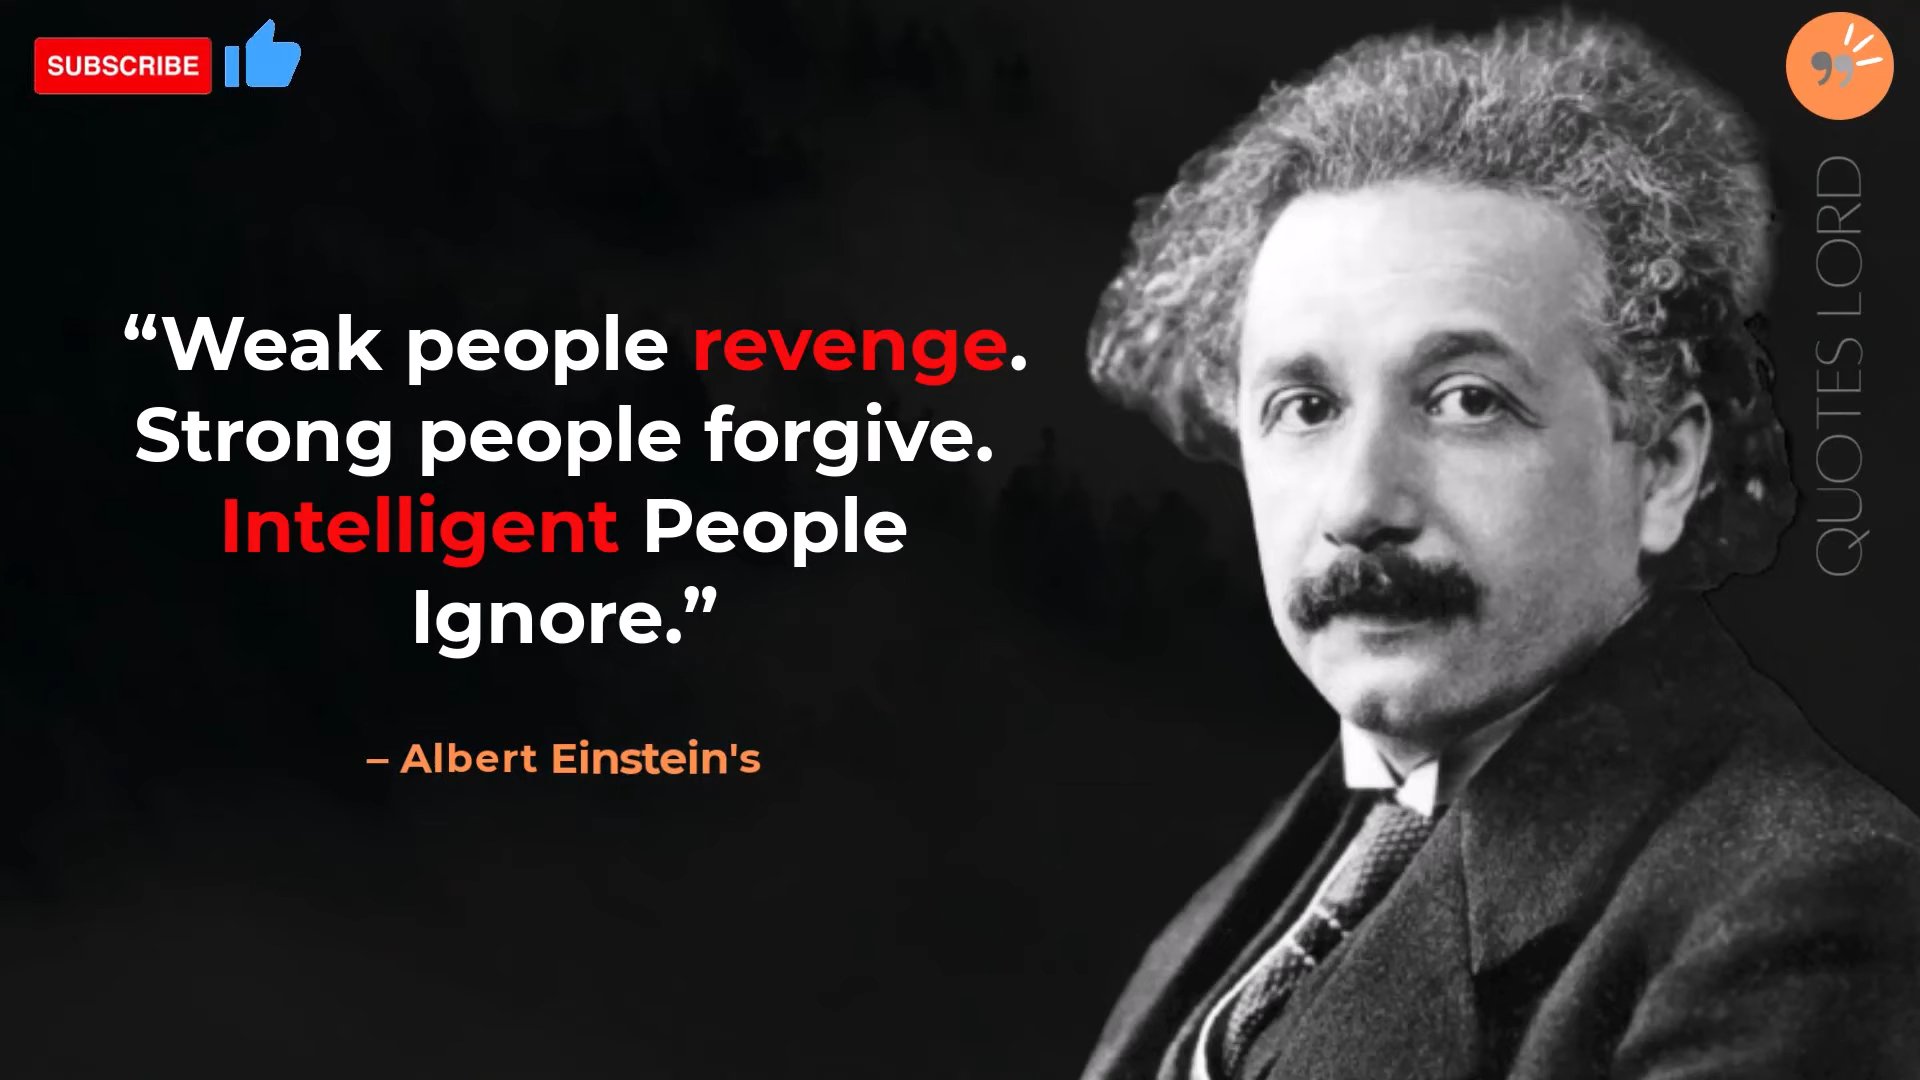 SUBSCRIBE
“Weak people revenge.
Strong people forgive.
Intelligent People
Ignore.”
– Albert Einstein's
QUOTES LORD